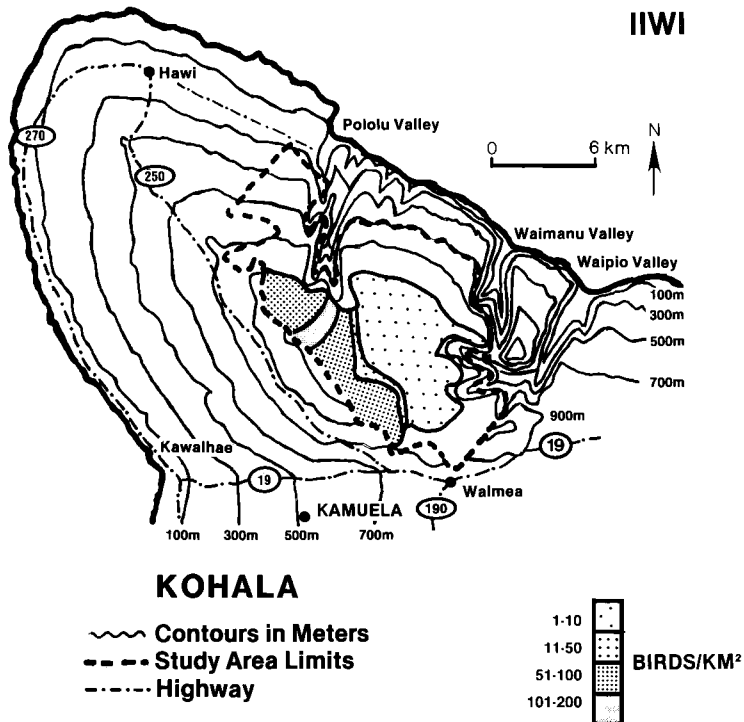 IIWI
Hawi
Pololu Valley
0 6 km
N
270
250
Waimanu Valley
Waipio Valley
100m
300m
500m
700m
900m
Kawalhae
19
19
Walmea
KAMUELA
190
100m 300m 500m 700m
KOHALA
Contours in Meters
Study Area Limits
Highway
1-10
11-50
51-100
101-200
BIRDS/KM²